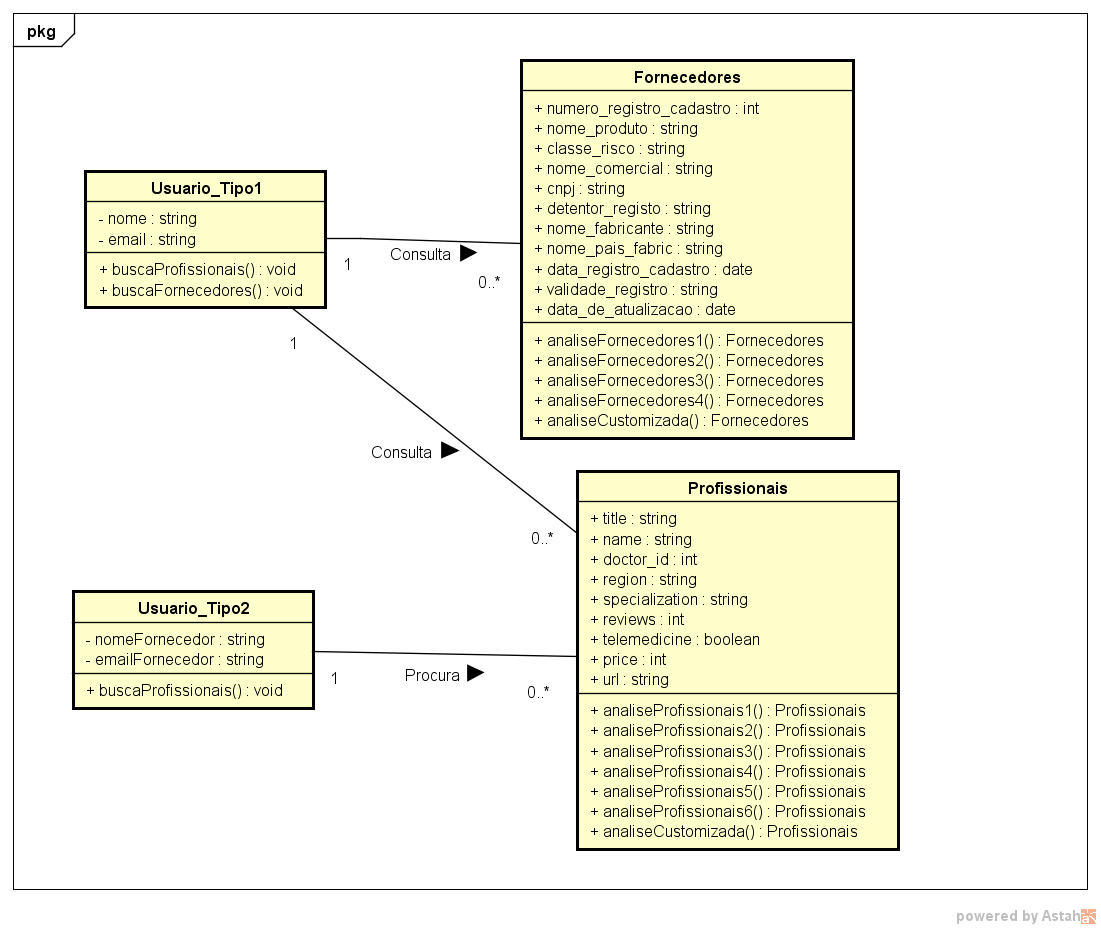 pkg
Fornecedores
+ numero_registro_cadastro : int
+ nome_produto : string
+ classe_risco : string
+ nome_comercial : string
+ cnpj : string
+ detentor_registo : string
+ nome_fabricante : string
+ nome_pais_fabric : string
+ data_registro_cadastro : date
+ validade_registro : string
+ data_de_atualizacao : date
+ analiseFornecedores1() : Fornecedores
+ analiseFornecedores2() : Fornecedores
+ analiseFornecedores3() : Fornecedores
+ analiseFornecedores4() : Fornecedores
+ analiseCustomizada() : Fornecedores
Usuario_Tipo1
- nome : string
- email : string
+ buscaProfissionais() : void
+ buscaFornecedores() : void
1
Consulta
0..*
1
Consulta
0..*
Profissionais
+ title : string
+ name : string
+ doctor_id : int
+ region : string
+ specialization : string
+ reviews : int
+ telemedicine : boolean
+ price : int
+ url : string
+ analiseProfissionais1() : Profissionais
+ analiseProfissionais2() : Profissionais
+ analiseProfissionais3() : Profissionais
+ analiseProfissionais4() : Profissionais
+ analiseProfissionais5() : Profissionais
+ analiseProfissionais6() : Profissionais
+ analiseCustomizada() : Profissionais
Usuario_Tipo2
- nomeFornecedor : string
- emailFornecedor : string
+ buscaProfissionais() : void
1
Procura
0..*
powered by Astah